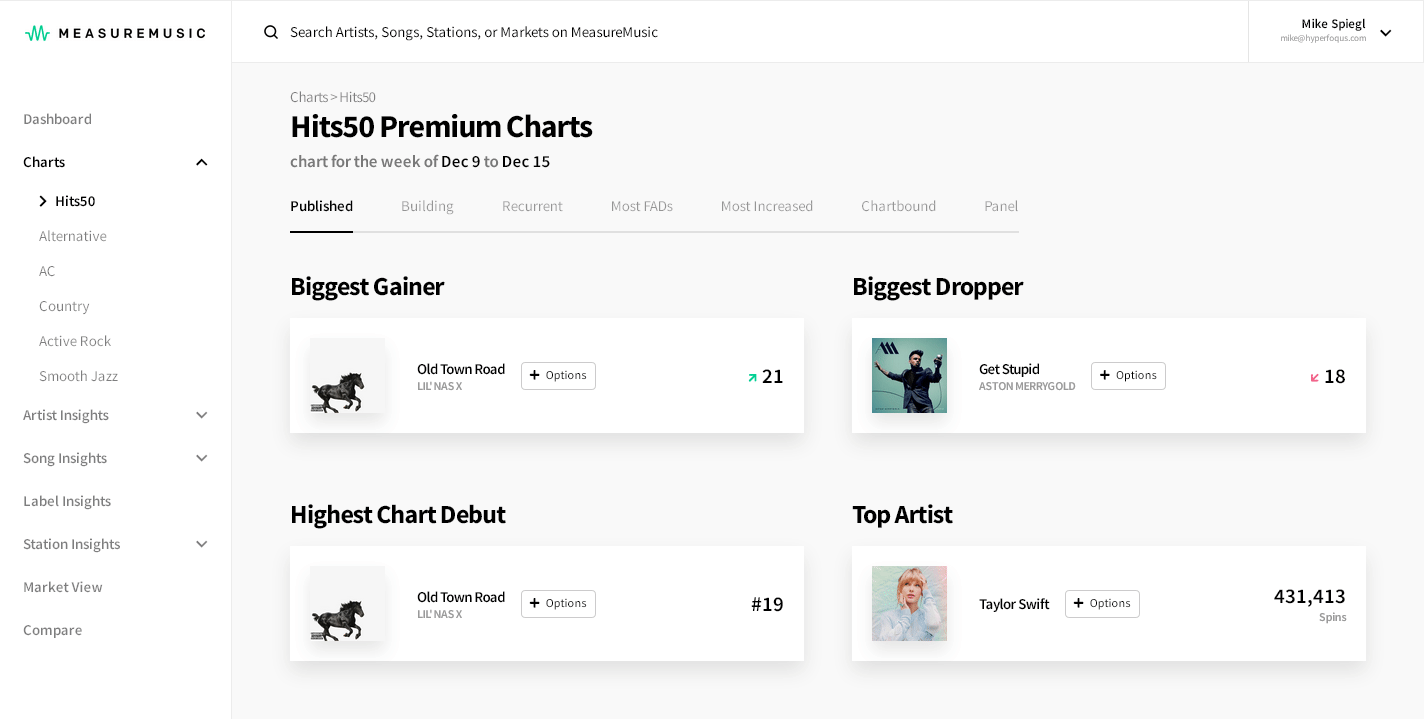 MEASUREMUSIC
Search Artists, Songs, Stations, or Markets on MeasureMusic
Mike Spiegl
mike@hyperfoqus.com
Dashboard
Charts
Hits50
Alternative
AC
Country
Active Rock
Smooth Jazz
Artist Insights
Song Insights
Label Insights
Station Insights
Market View
Compare
Charts > Hits50
Hits50 Premium Charts
chart for the week of Dec 9 to Dec 15
Published Building Recurrent Most FADs Most Increased Chartbound Panel
Biggest Gainer
Old Town Road
LIL' NAS X
+ Options
21
Biggest Dropper
Get Stupid
ASTON MERRYGOLD
+ Options
18
Highest Chart Debut
Old Town Road
LIL' NAS X
+ Options
#19
Top Artist
Taylor Swift
+ Options
431,413
Spins